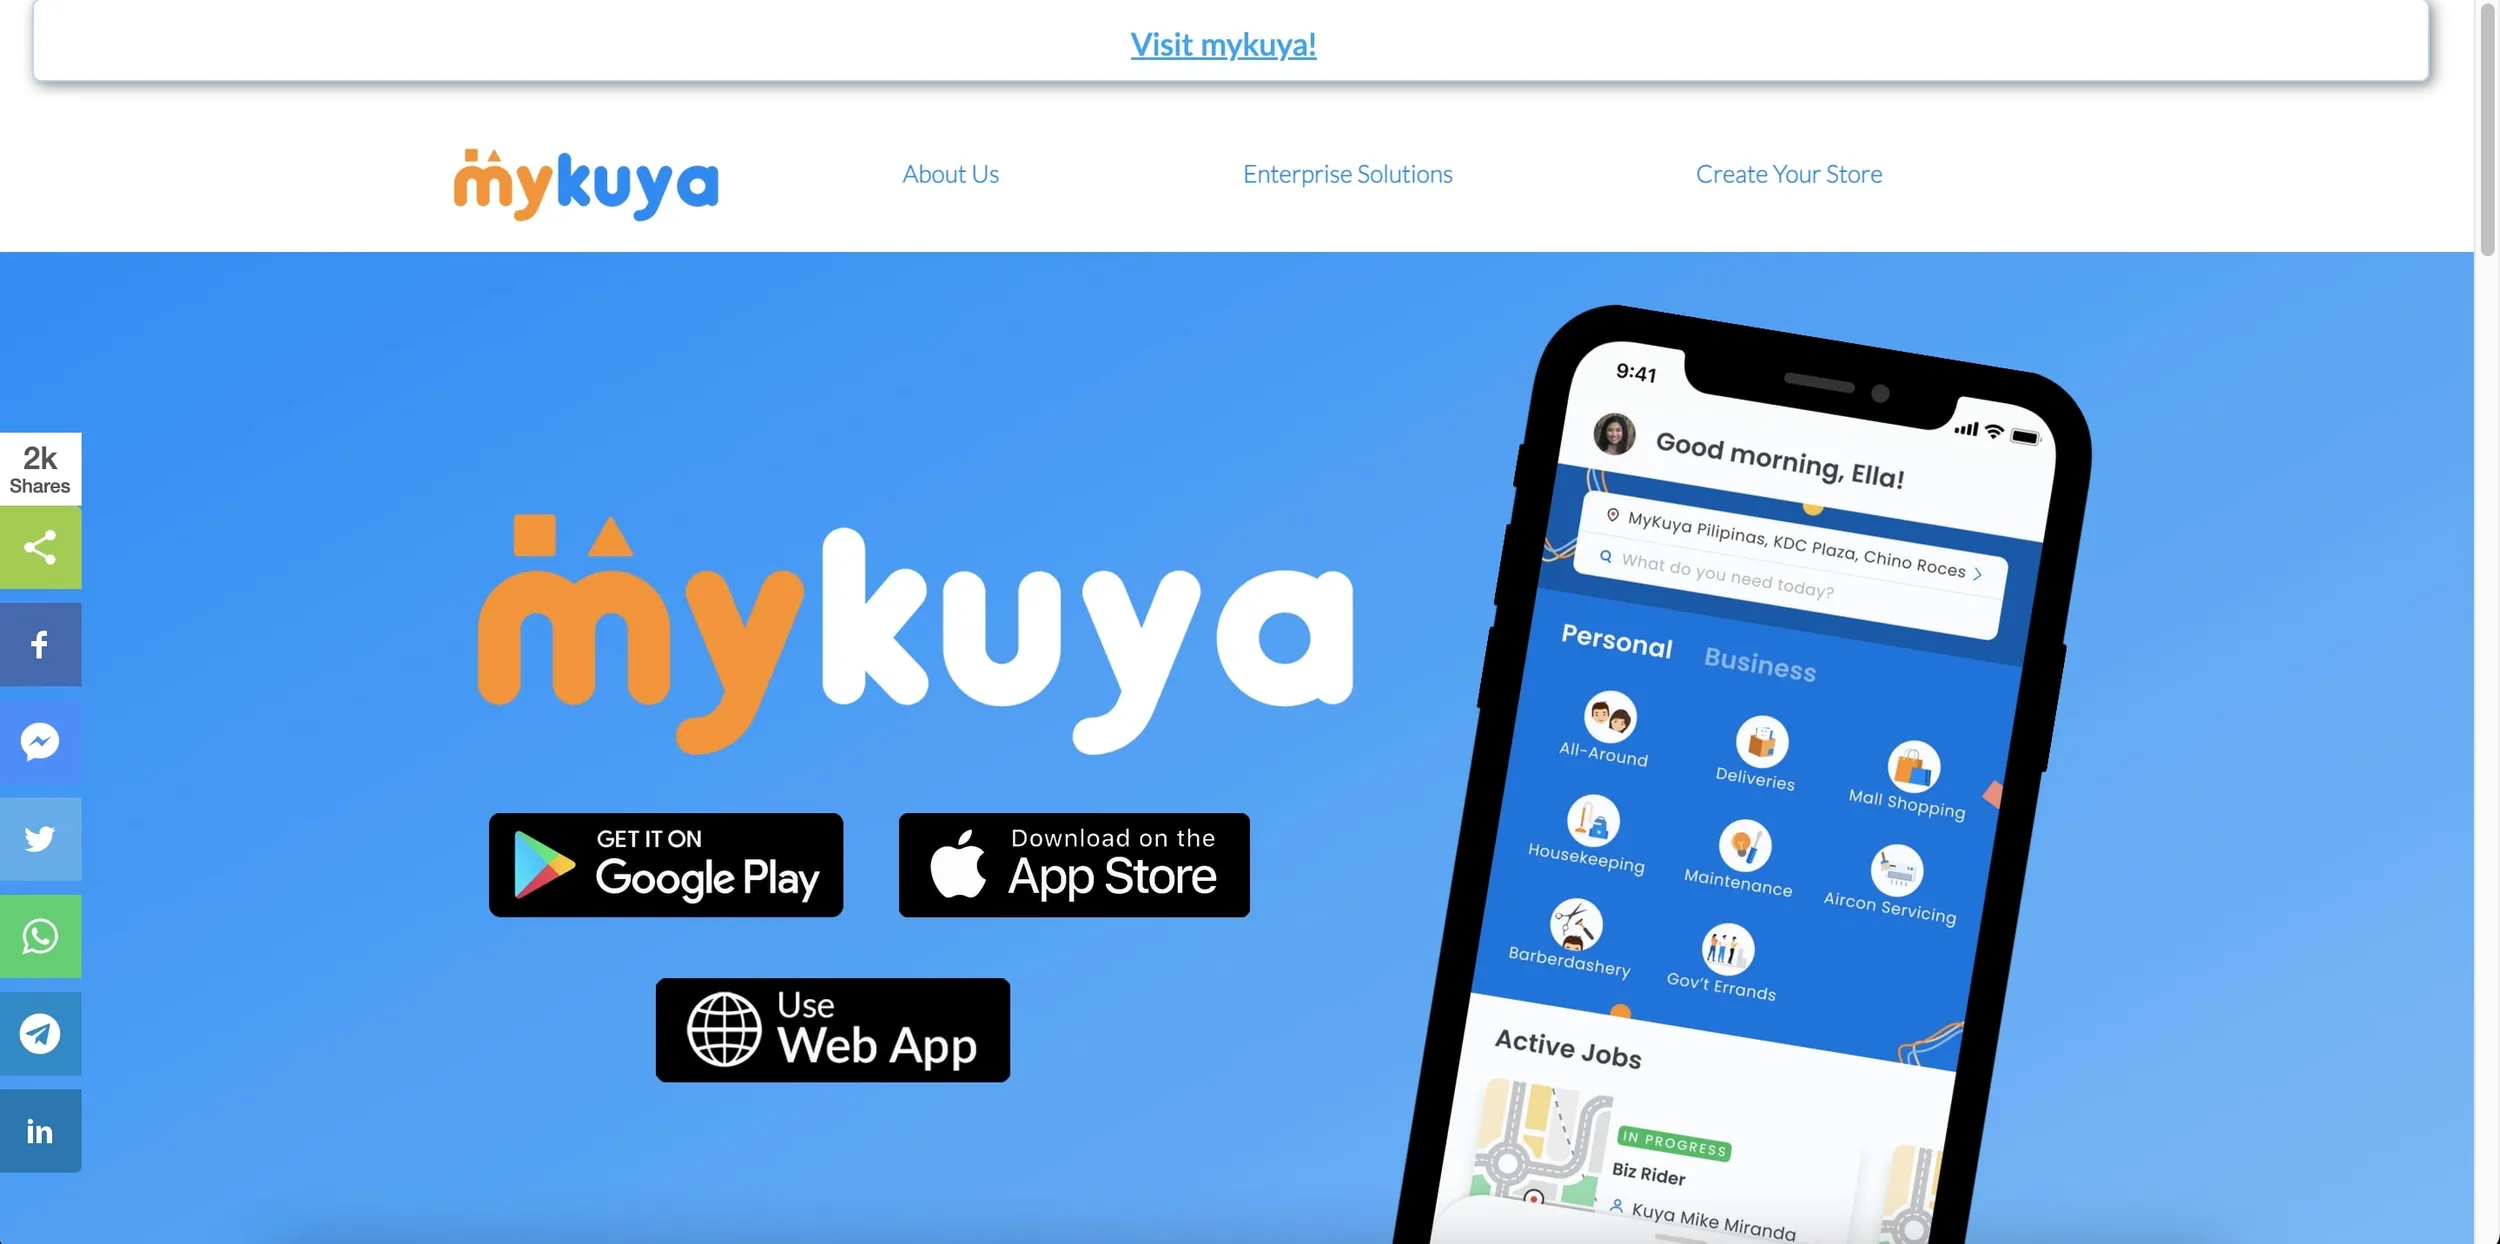 Visit mykuya!
mykuya
About Us
Enterprise Solutions
Create Your Store
2k
Shares
mykuya
GET IT ON
Google Play
Download on the
App Store
Use
Web App
9:41
Good morning, Ella!
MyKuya Pilipinas, KDC Plaza, Chino Roces
What do you need today?
Personal
Business
All-Around
Deliveries
Mall Shopping
Housekeeping
Maintenance
Aircon Servicing
Barberdashery
Gov't Errands
Active Jobs
IN PROGRESS
Biz Rider
Kuya Mike Miranda